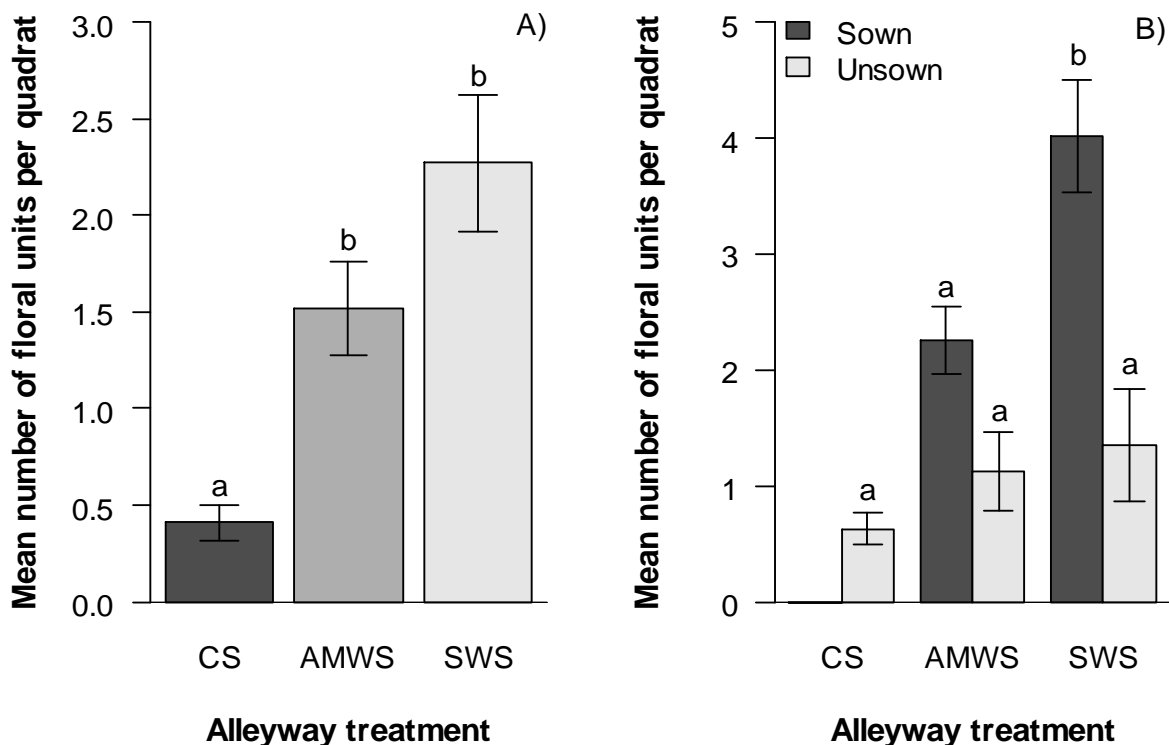 Mean number of floral units per quadrat
3.0
2.5
2.0
1.5
1.0
0.5
0.0
A)
a
b
b
CS AMWS SWS
Alleyway treatment
Mean number of floral units per quadrat
5
4
3
2
1
0
B)
Sown
Unsown
a
a
a
b
a
CS AMWS SWS
Alleyway treatment